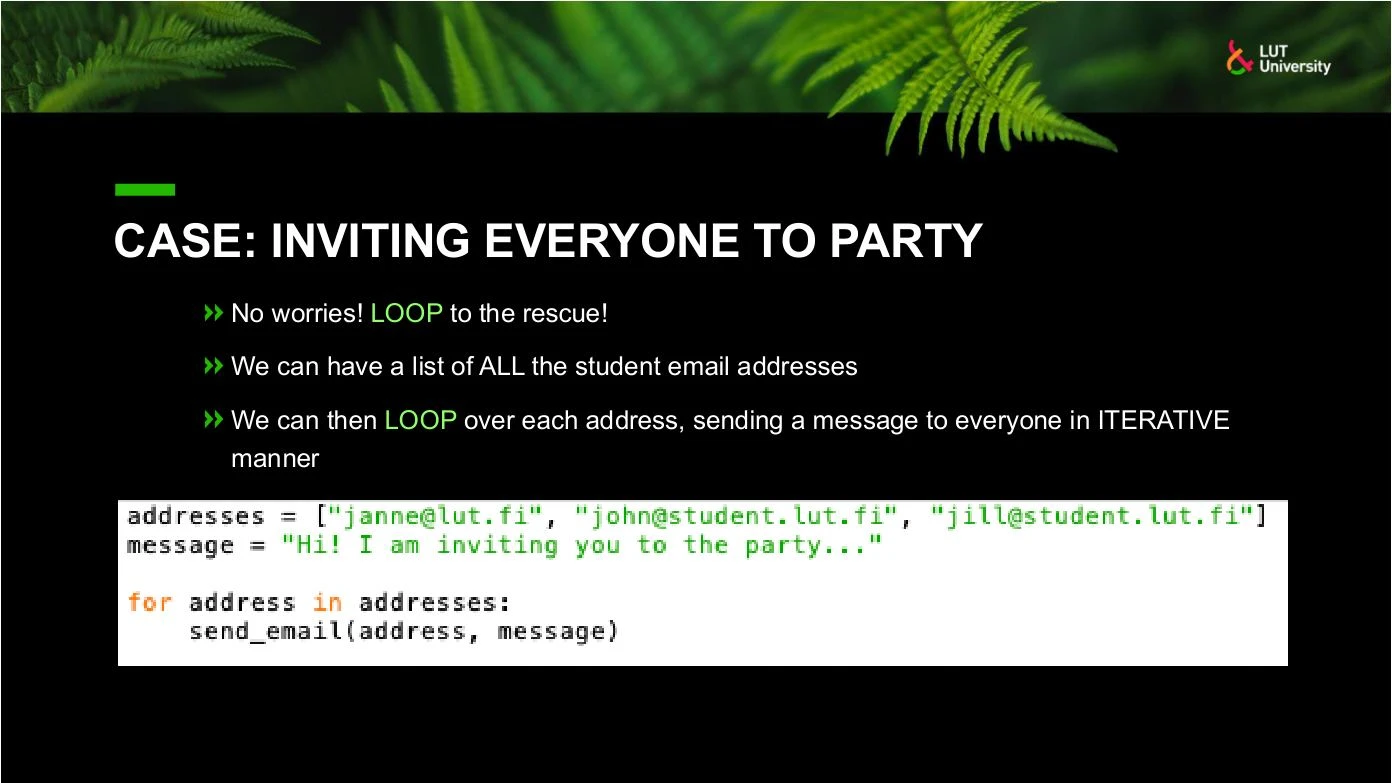 LUT
University
CASE: INVITING EVERYONE TO PARTY
No worries! LOOP to the rescue!
We can have a list of ALL the student email addresses
We can then LOOP over each address, sending a message to everyone in ITERATIVE
manner
addresses = ["janne@lut.fi", "john@student.lut.fi", "jill@student.lut.fi"]
message = "Hi! I am inviting you to the party..."
for address in addresses:
    send_email(address, message)